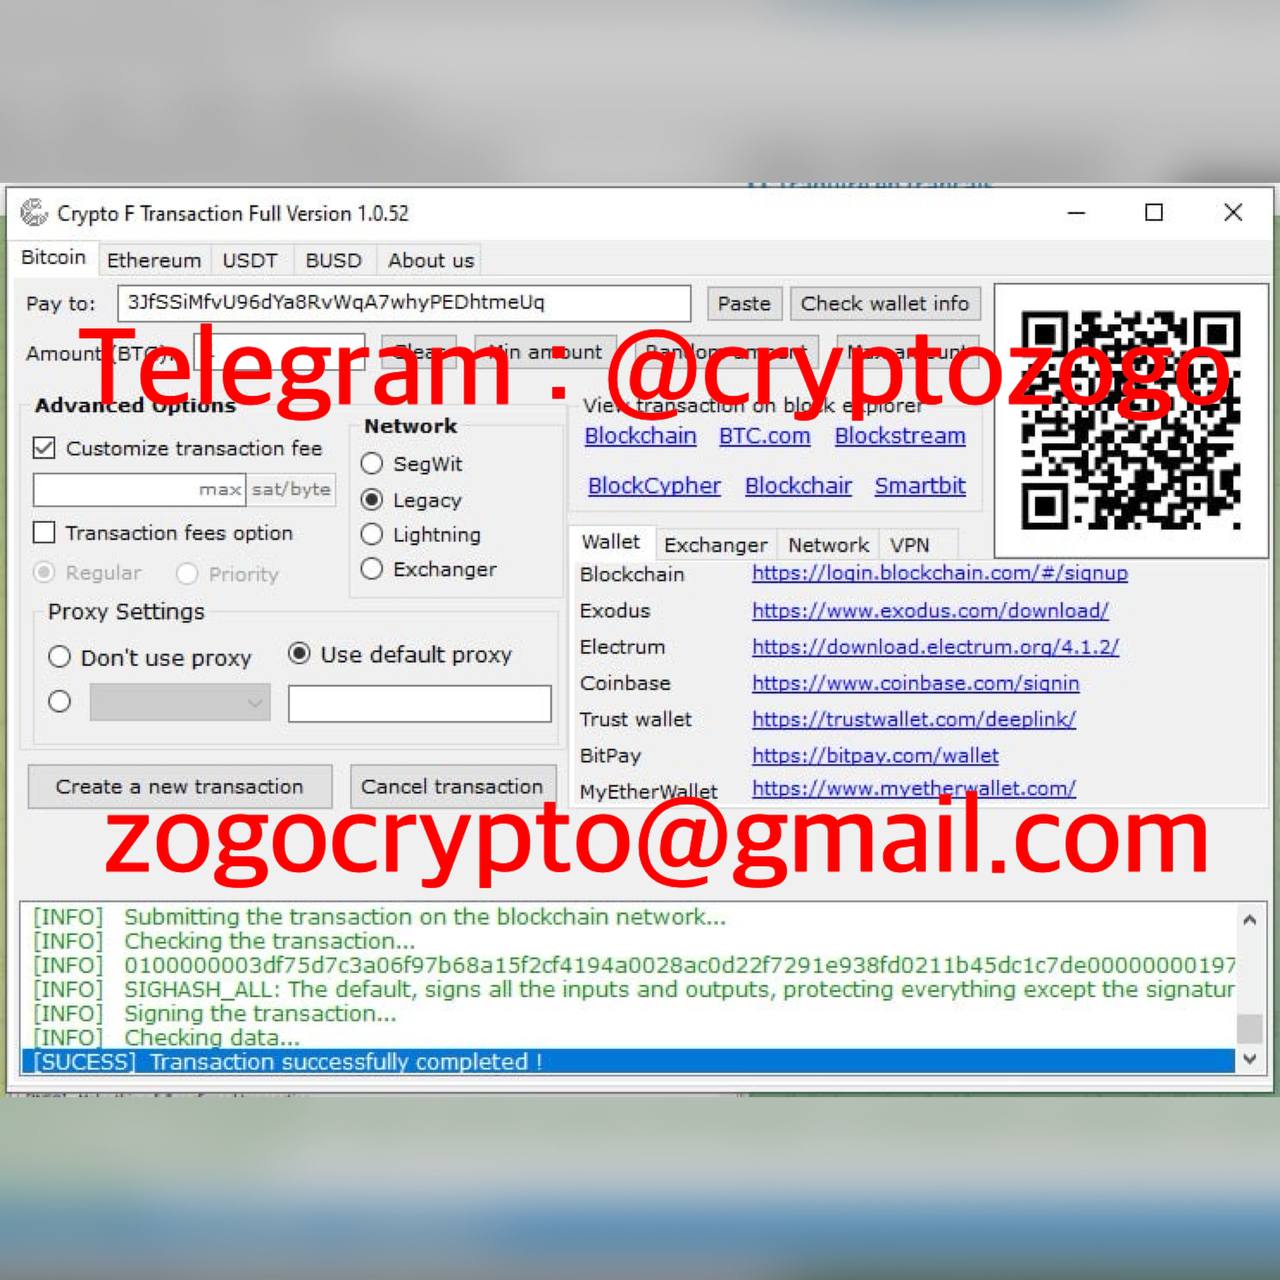 Crypto F Transaction Full Version 1.0.52
Bitcoin Ethereum USDT BUSD About us
Pay to: 3JfSSiMfvU96dYa8RvWqA7whyPEDhtmeUq Paste Check wallet info
Amount (BTC): Clear Min amount Random amount Max amount
Telegram : @cryptozogo
Advanced Options
Customize transaction fee
max sat/byte
Transaction fees option
Regular Priority
Network
SegWit
Legacy
Lightning
Exchanger
View transaction on block explorer
Blockchain BTC.com Blockstream
BlockCypher Blockchair Smartbit
Proxy Settings
Don't use proxy Use default proxy
Wallet Exchanger Network VPN
Blockchain https://login.blockchain.com/#/signup
Exodus https://www.exodus.com/download/
Electrum https://download.electrum.org/4.1.2/
Coinbase https://www.coinbase.com/signin
Trust wallet https://trustwallet.com/deeplink/
BitPay https://bitpay.com/wallet
MyEtherWallet https://www.myetherwallet.com/
Create a new transaction Cancel transaction
zogocrypto@gmail.com
[INFO] Submitting the transaction on the blockchain network...
[INFO] Checking the transaction...
[INFO] 0100000003df75d7c3a06f97b68a15f2cf4194a0028ac0d22f7291e938fd0211b45dc1c7de00000000197
[INFO] SIGHASH_ALL: The default, signs all the inputs and outputs, protecting everything except the signatur
[INFO] Signing the transaction...
[INFO] Checking data...
[SUCESS] Transaction successfully completed !